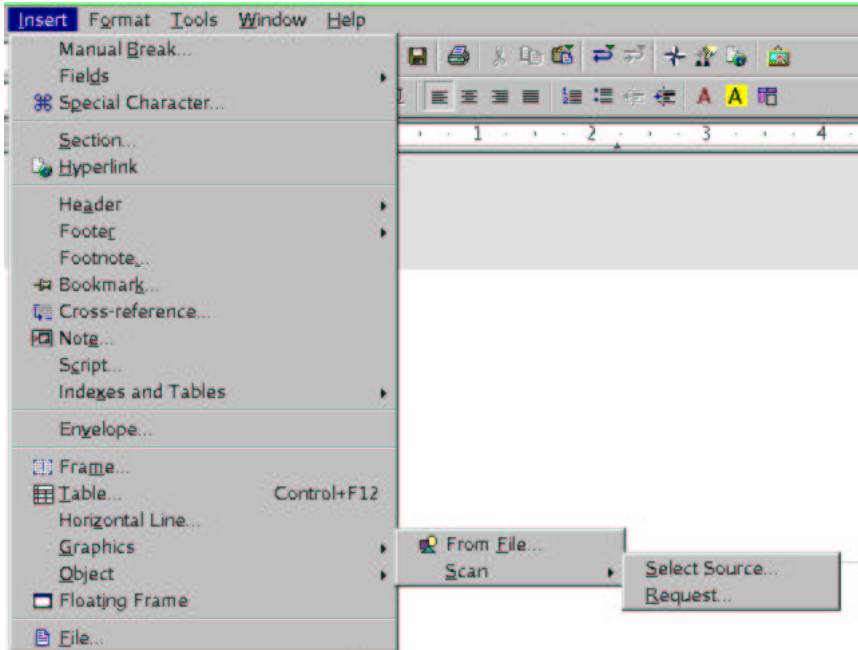 Insert Format Tools Window Help
Manual Break...
Fields
Special Character...
1 2 3 4
Section...
Hyperlink
Header
Footer
Footnote...
Bookmark...
Cross-reference...
Note...
Script...
Indexes and Tables
Envelope...
Frame...
Table... Control+F12
Horizontal Line...
Graphics
Object
Floating Frame
File...
From File...
Scan
Select Source...
Request...